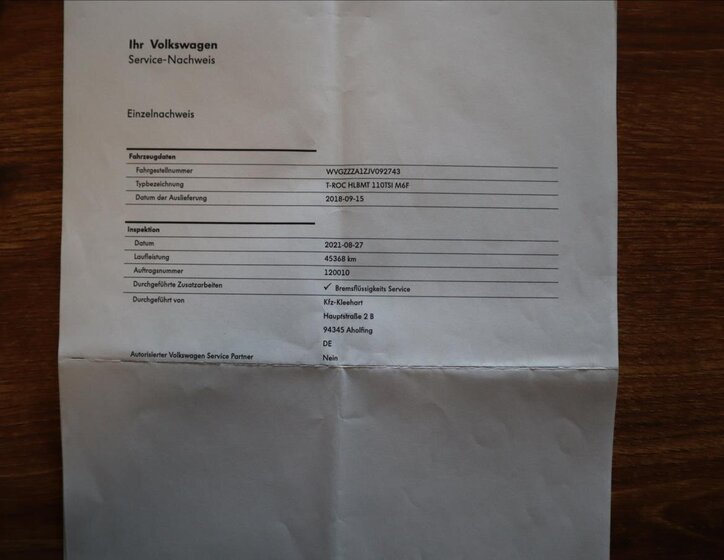 Ihr Volkswagen
Service-Nachweis
Einzelnachweis
Fahrzeugdaten
Fahrgestellnummer WVGZZZA1ZJV092743
Typbezeichnung T-ROC HLBMT 110TSI M6F
Datum der Auslieferung 2018-09-15
Inspektion
Datum 2021-08-27
Laufleistung 45368 km
Auftragsnummer 120010
Durchgeführte Zusatzarbeiten ✓ Bremsflüssigkeits Service
Durchgeführt von Kfz-Kleehart
Hauptstraße 2 B
94345 Aholfing
DE
Autorisierter Volkswagen Service Partner Nein